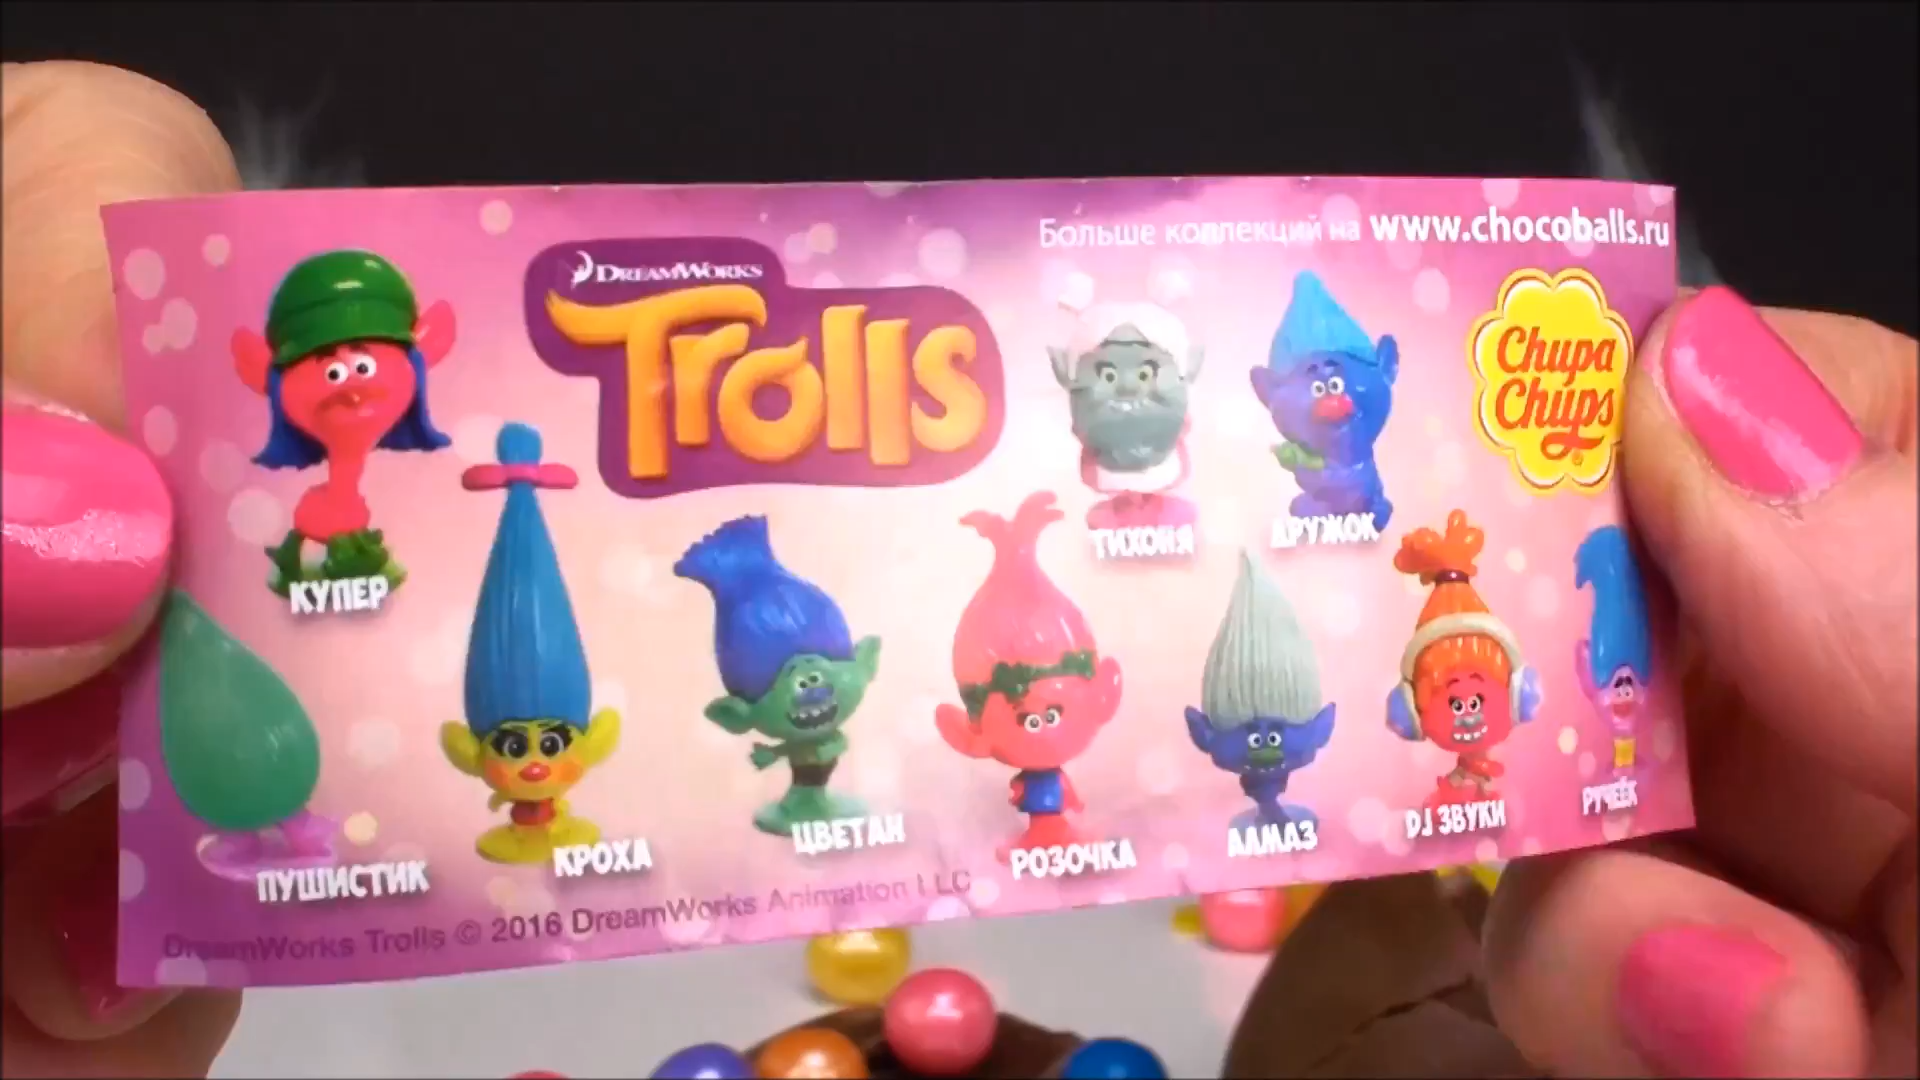 Больше коллекций на www.chocoballs.ru
DREAMWORKS
Trolls
Chupa
Chups
ТИХОНЯ
ДРУЖОК
КУПЕР
ПУШИСТИК
КРОХА
ЦВЕТАН
РОЗОЧКА
АЛМАЗ
DJ ЗВУКИ
РУЧЕЕК
DreamWorks Trolls © 2016 DreamWorks Animation LLC